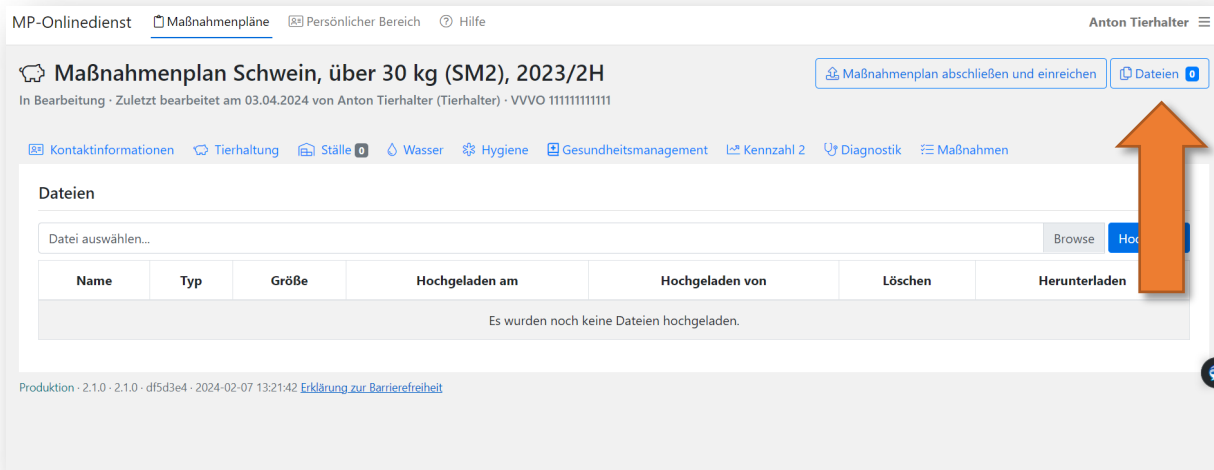 MP-Onlinedienst Maßnahmenpläne Persönlicher Bereich Hilfe Anton Tierhalter
Maßnahmenplan Schwein, über 30 kg (SM2), 2023/2H Maßnahmenplan abschließen und einreichen Dateien 0
In Bearbeitung · Zuletzt bearbeitet am 03.04.2024 von Anton Tierhalter (Tierhalter) · VVVO 111111111111
Kontaktinformationen Tierhaltung Ställe 0 Wasser Hygiene Gesundheitsmanagement Kennzahl 2 Diagnostik Maßnahmen
Dateien
Datei auswählen... Browse
Name Typ Größe Hochgeladen am Hochgeladen von Löschen Herunterladen
Es wurden noch keine Dateien hochgeladen.
Produktion · 2.1.0 · 2.1.0 · df5d3e4 · 2024-02-07 13:21:42 Erklärung zur Barrierefreiheit